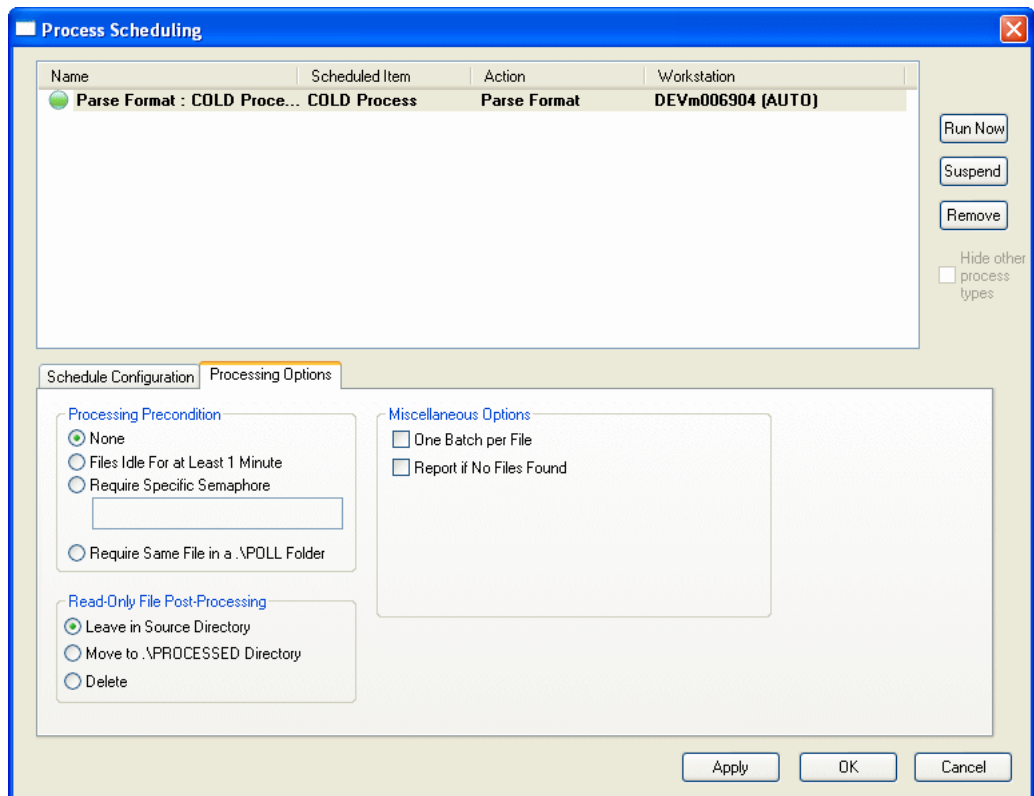 Process Scheduling
Name Scheduled Item Action Workstation
Parse Format : COLD Proce... COLD Process Parse Format DEVm006904 (AUTO)
Run Now
Suspend
Remove
Hide other
process
types
Schedule Configuration Processing Options
Processing Precondition
None
Files Idle For at Least 1 Minute
Require Specific Semaphore
Require Same File in a .\POLL Folder
Read-Only File Post-Processing
Leave in Source Directory
Move to .\PROCESSED Directory
Delete
Miscellaneous Options
One Batch per File
Report if No Files Found
Apply OK Cancel